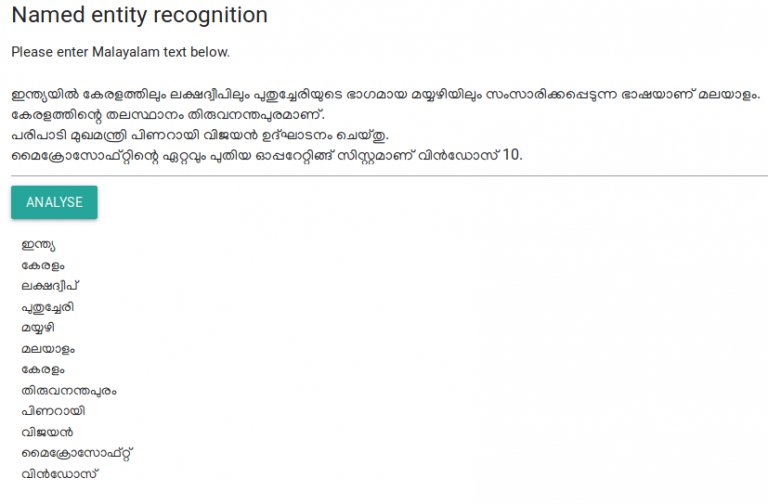 Named entity recognition
Please enter Malayalam text below.
ഇന്ത്യയിൽ കേരളത്തിലും ലക്ഷദ്വീപിലും പുതുച്ചേരിയുടെ ഭാഗമായ മയ്യഴിയിലും സംസാരിക്കപ്പെടുന്ന ഭാഷയാണ് മലയാളം.
കേരളത്തിന്റെ തലസ്ഥാനം തിരുവനന്തപുരമാണ്.
പരിപാടി മുഖമന്ത്രി പിണറായി വിജയൻ ഉദ്ഘാടനം ചെയ്തു.
മൈക്രോസോഫ്റ്റിന്റെ ഏറ്റവും പുതിയ ഓപ്പറേറ്റിങ്ങ് സിസ്റ്റമാണ് വിൻഡോസ് 10.
ANALYSE
ഇന്ത്യ
കേരളം
ലക്ഷദ്വീപ്
പുതുച്ചേരി
മയ്യഴി
മലയാളം
കേരളം
തിരുവനന്തപുരം
പിണറായി
വിജയൻ
മൈക്രോസോഫ്റ്റ്
വിൻഡോസ്